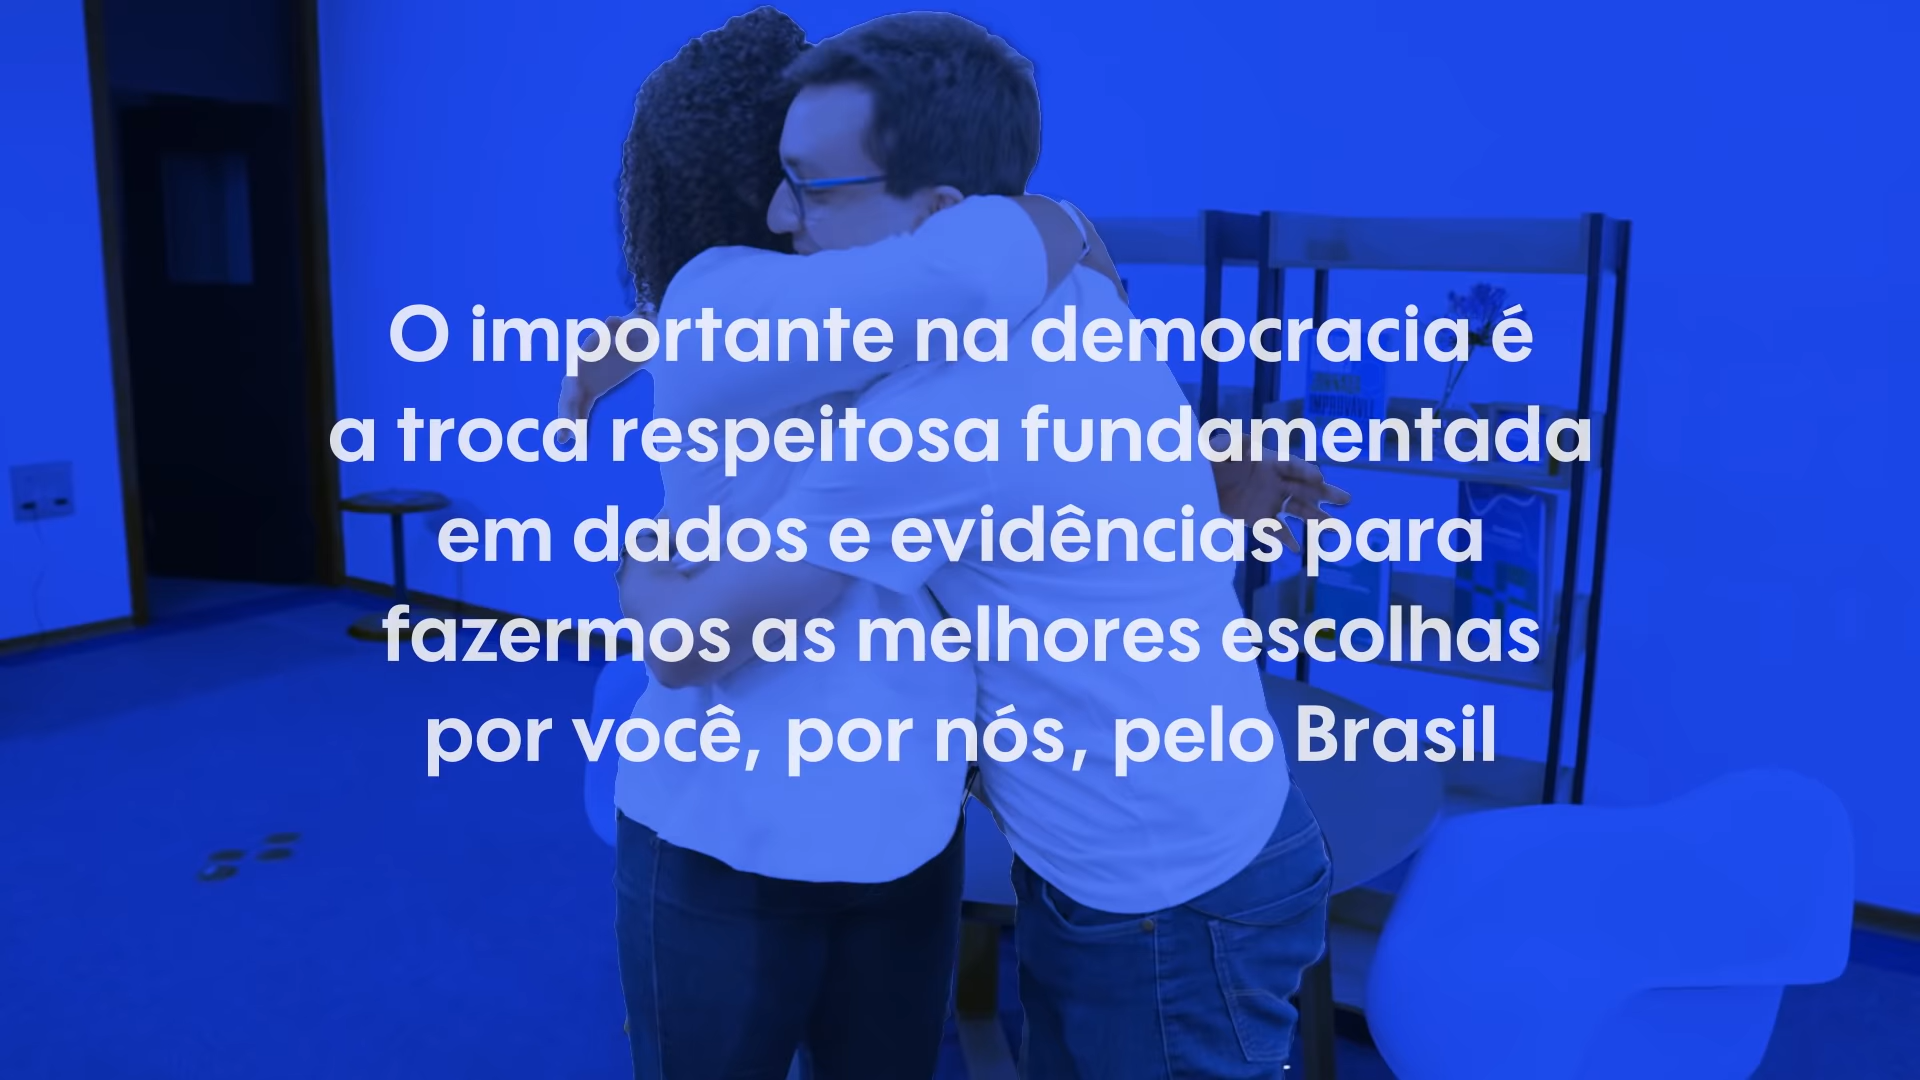 O importante na democracia é
a troca respeitosa fundamentada
em dados e evidências para
fazermos as melhores escolhas
por você, por nós, pelo Brasil